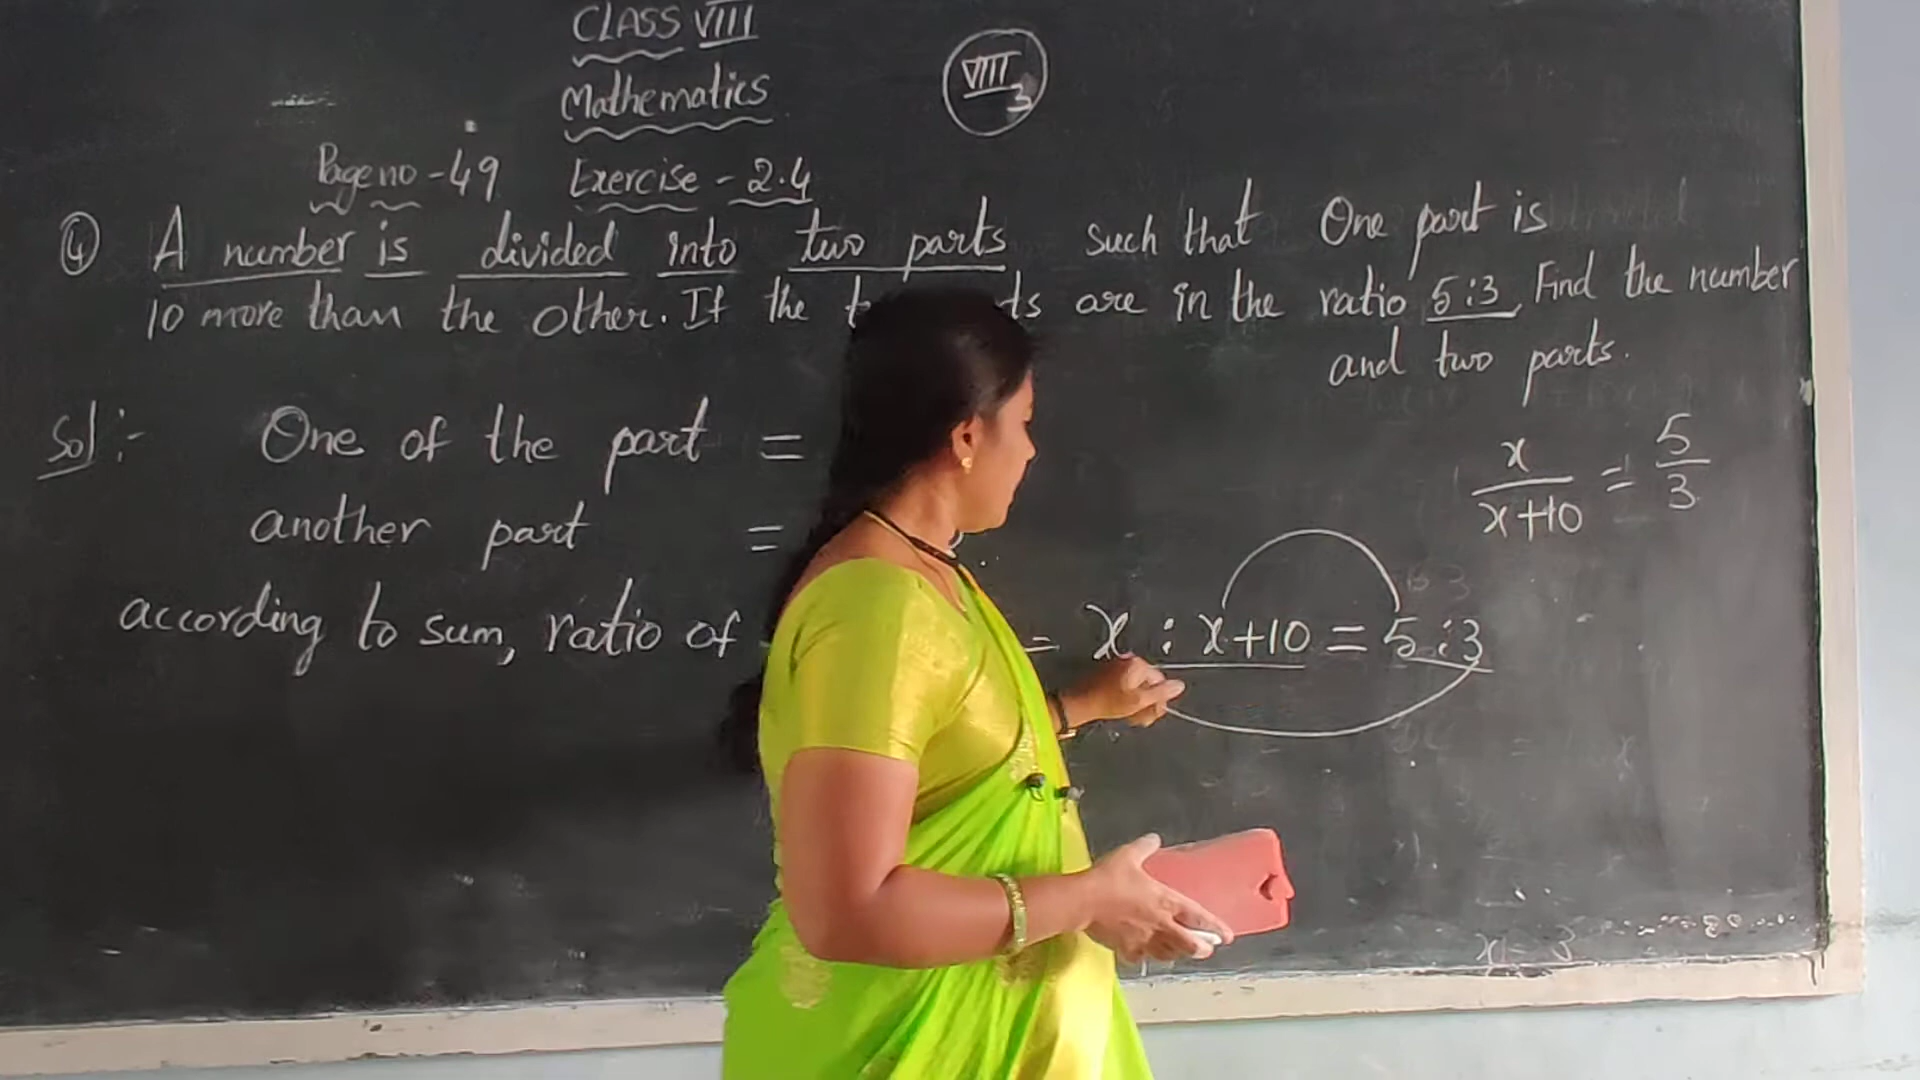 CLASS VIII
Mathematics
VIII 3
Page no - 49 Exercise - 2.4
④ A number is divided into two parts such that One part is
10 more than the other. If the are in the ratio 5:3, Find the number
and two parts.
Sol:- One of the part =
another part =
x/x+10 = 5/3
according to sum, ratio of = x : x+10 = 5:3